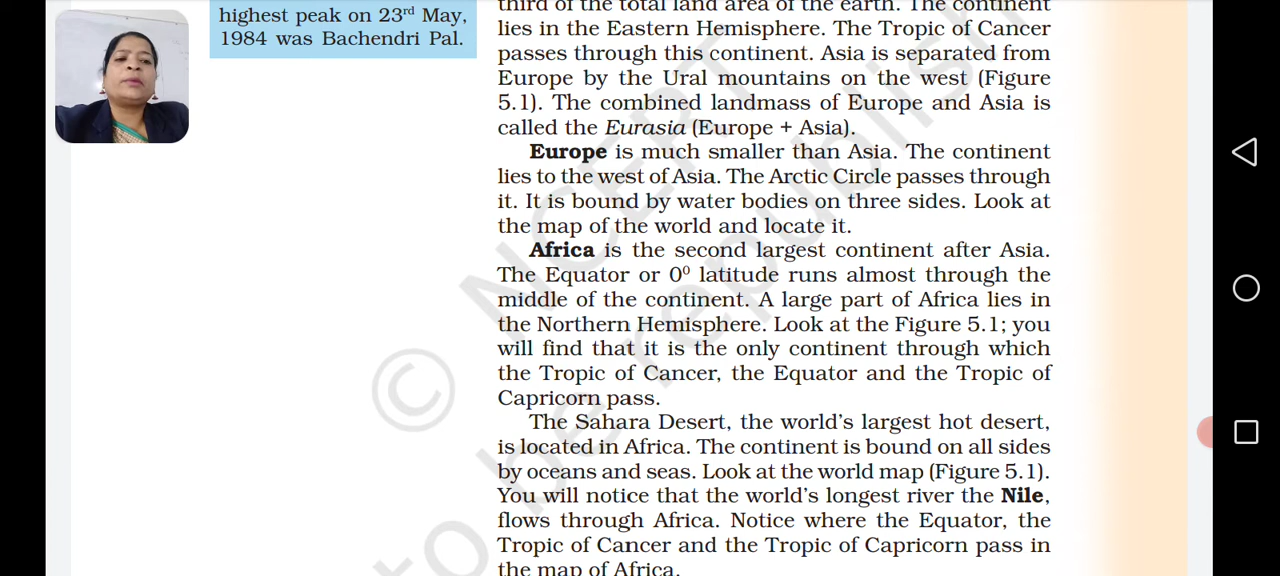 highest peak on 23rd May,
1984 was Bachendri Pal.
third of the total land area of the earth. The continent
lies in the Eastern Hemisphere. The Tropic of Cancer
passes through this continent. Asia is separated from
Europe by the Ural mountains on the west (Figure
5.1). The combined landmass of Europe and Asia is
called the Eurasia (Europe + Asia).
Europe is much smaller than Asia. The continent
lies to the west of Asia. The Arctic Circle passes through
it. It is bound by water bodies on three sides. Look at
the map of the world and locate it.
Africa is the second largest continent after Asia.
The Equator or 0⁰ latitude runs almost through the
middle of the continent. A large part of Africa lies in
the Northern Hemisphere. Look at the Figure 5.1; you
will find that it is the only continent through which
the Tropic of Cancer, the Equator and the Tropic of
Capricorn pass.
The Sahara Desert, the world's largest hot desert,
is located in Africa. The continent is bound on all sides
by oceans and seas. Look at the world map (Figure 5.1).
You will notice that the world's longest river the Nile,
flows through Africa. Notice where the Equator, the
Tropic of Cancer and the Tropic of Capricorn pass in
the map of Africa.
© NCERT
to be republish